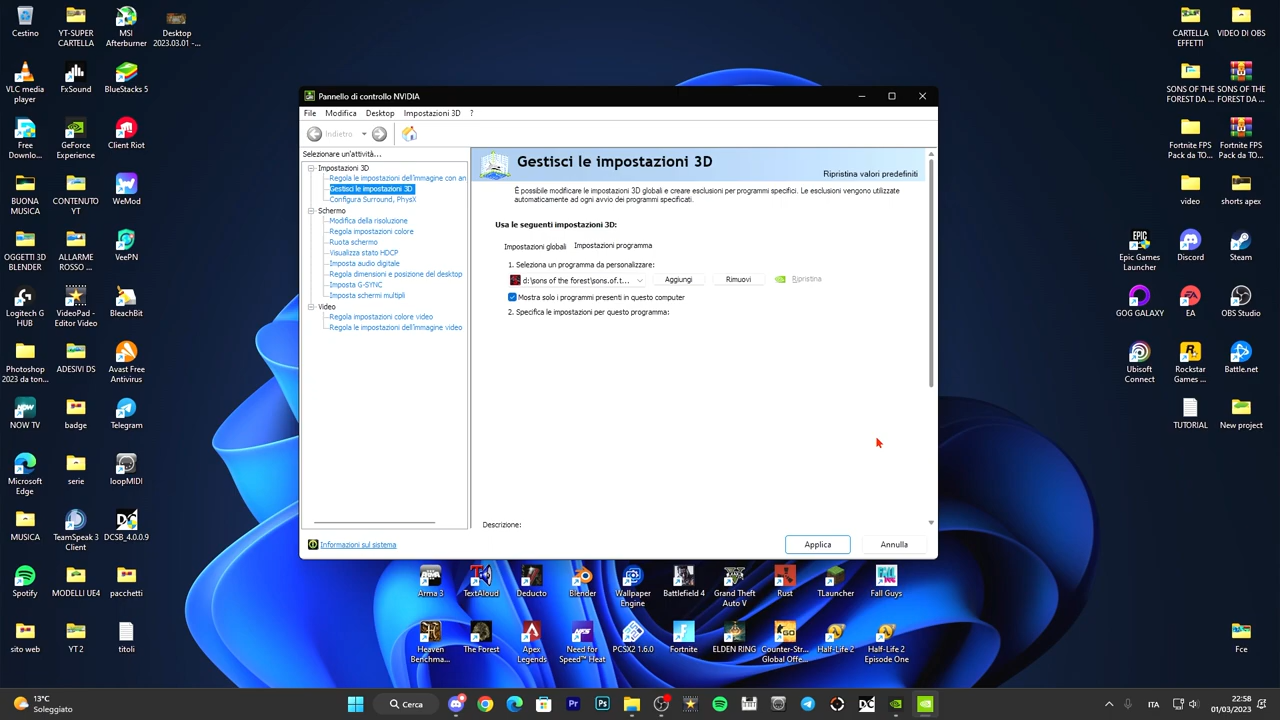 Cestino
YT-SUPER
CARTELLA
MSI
Afterburner
Desktop
2023.03.01 -...
VLC media
player
FxSound
BlueStacks 5
Free
Downlo...
GeForce
Experience
Client Riot
BUONA
MUSICA
CONTENUTO
YT
WeMod
OGGETTI 3D
BLENDER
ALLARME
ROSSO ...
VeePN
Logitech G
HUB
VideoPad -
Editor Video
BleachBit
Photoshop
2023 da ton...
ADESIVI DS
Avast Free
Antivirus
NOW TV
badge
Telegram
Microsoft
Edge
serie
loopMIDI
MUSICA
TeamSpeak 3
Client
DCSB_4.0.0.9
Spotify
MODELLI UE4
pacchetti
sito web
YT 2
titoli
Pannello di controllo NVIDIA
File
Modifica
Desktop
Impostazioni 3D
?
Indietro
Selezionare un'attività...
Impostazioni 3D
Regola le impostazioni dell'immagine con an
Gestisci le impostazioni 3D
Configura Surround, PhysX
Schermo
Modifica della risoluzione
Regola impostazioni colore
Ruota schermo
Visualizza stato HDCP
Imposta audio digitale
Regola dimensioni e posizione del desktop
Imposta G-SYNC
Imposta schermi multipli
Video
Regola impostazioni colore video
Regola le impostazioni dell'immagine video
Informazioni sul sistema
Gestisci le impostazioni 3D
Ripristina valori predefiniti
È possibile modificare le impostazioni 3D globali e creare esclusioni per programmi specifici. Le esclusioni vengono utilizzate
automaticamente ad ogni avvio dei programmi specificati.
Usa le seguenti impostazioni 3D:
Impostazioni globali
Impostazioni programma
1. Seleziona un programma da personalizzare:
d:\sons of the forest\sons.of.t...
Aggiungi
Rimuovi
Ripristina
Mostra solo i programmi presenti in questo computer
2. Specifica le impostazioni per questo programma:
Descrizione:
Applica
Annulla
CARTELLA
EFFETTI
VIDEO DI OBS
SONS OF THE
FOREST DA ...
SONS OF THE
FOREST DA ...
Fortnite FPS
Pack da TO...
Fortnite FPS
Pack da TO...
video
shorts apex
Epic Games
Launcher
Discord
Steam
EA
OBS Studio
Ubisoft
Connect
Rockstar
Games ...
Battle.net
TUTORIAL
New project
Fce
Arma 3
TextAloud
Deducto
Blender
Wallpaper
Engine
Battlefield 4
Grand Theft
Auto V
Rust
TLauncher
Fall Guys
Heaven
Benchma...
The Forest
Apex
Legends
Need for
Speed™ Heat
PCSX2 1.6.0
Fortnite
ELDEN RING
Counter-Str...
Global Offe...
Half-Life 2
Half-Life 2
Episode One
13°C
Soleggiato
Cerca
ITA
22:58
01/03/2023